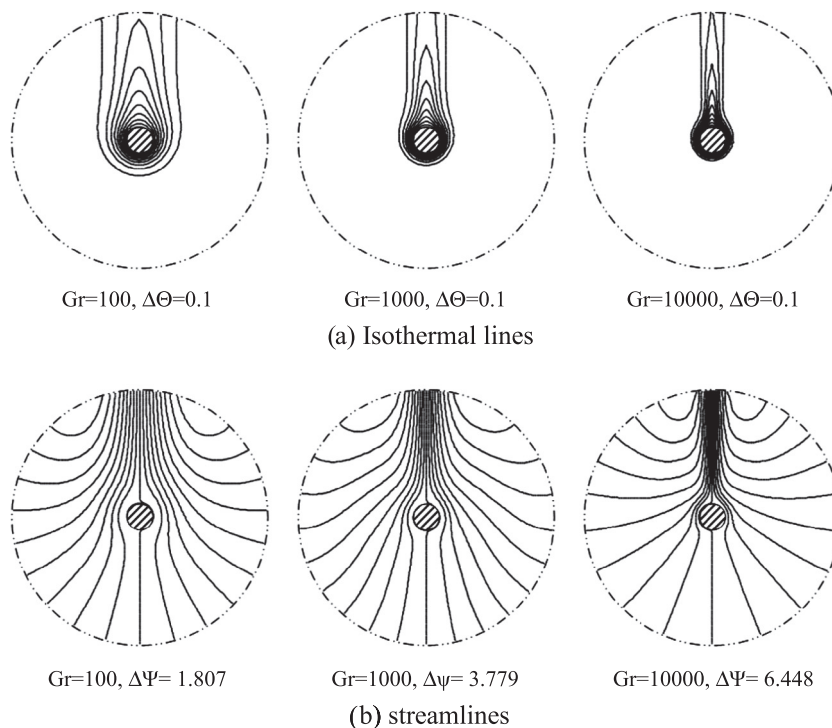 Gr=100, ΔΘ=0.1 Gr=1000, ΔΘ=0.1 Gr=10000, ΔΘ=0.1
(a) Isothermal lines
Gr=100, ΔΨ= 1.807 Gr=1000, Δψ= 3.779 Gr=10000, ΔΨ= 6.448
(b) streamlines